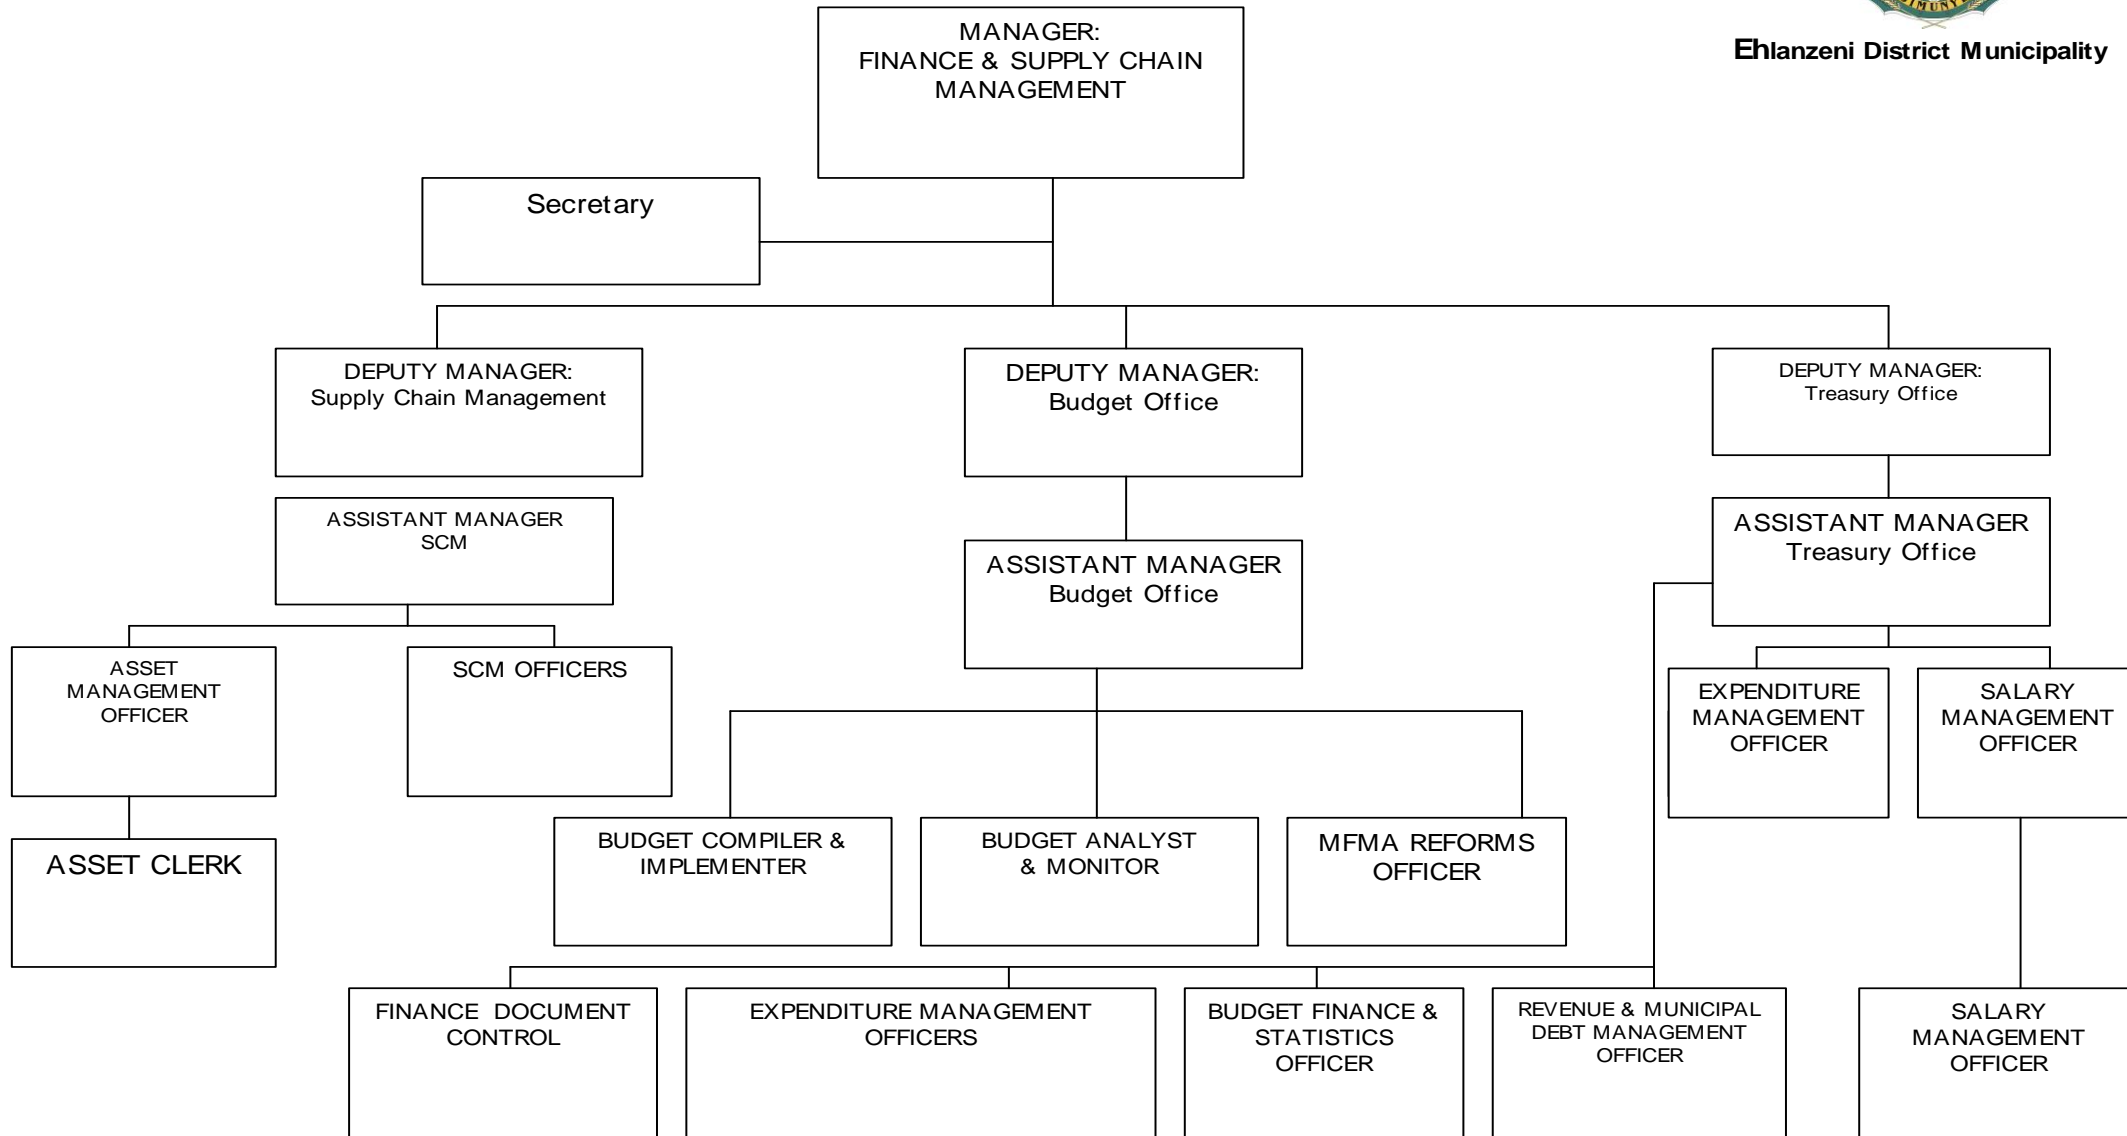 MANAGER:
FINANCE & SUPPLY CHAIN
MANAGEMENT
Ehlanzeni District Municipality
Secretary
DEPUTY MANAGER:
Supply Chain Management
DEPUTY MANAGER:
Budget Office
DEPUTY MANAGER:
Treasury Office
ASSISTANT MANAGER
SCM
ASSISTANT MANAGER
Budget Office
ASSISTANT MANAGER
Treasury Office
ASSET
MANAGEMENT
OFFICER
SCM OFFICERS
EXPENDITURE
MANAGEMENT
OFFICER
SALARY
MANAGEMENT
OFFICER
ASSET CLERK
BUDGET COMPILER &
IMPLEMENTER
BUDGET ANALYST
& MONITOR
MFMA REFORMS
OFFICER
FINANCE DOCUMENT
CONTROL
EXPENDITURE MANAGEMENT
OFFICERS
BUDGET FINANCE &
STATISTICS
OFFICER
REVENUE & MUNICIPAL
DEBT MANAGEMENT
OFFICER
SALARY
MANAGEMENT
OFFICER